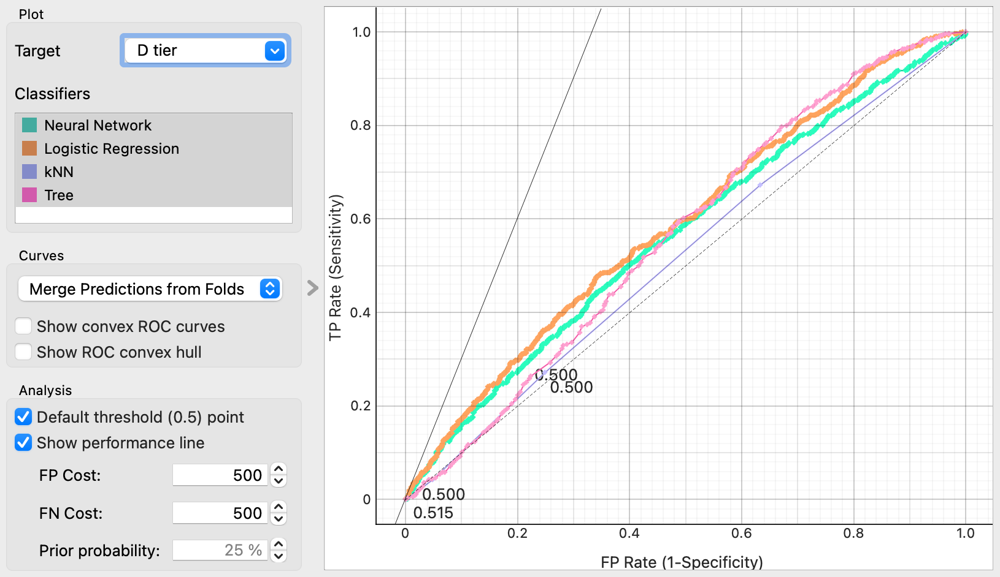 Plot
Target
D tier
Classifiers
Neural Network
Logistic Regression
kNN
Tree
Curves
Merge Predictions from Folds
Show convex ROC curves
Show ROC convex hull
Analysis
Default threshold (0.5) point
Show performance line
FP Cost: 500
FN Cost: 500
Prior probability: 25 %
TP Rate (Sensitivity)
1.0
0.8
0.6
0.4
0.2
0
0.500
0.500
0.500
0.515
0 0.2 0.4 0.6 0.8 1.0
FP Rate (1-Specificity)